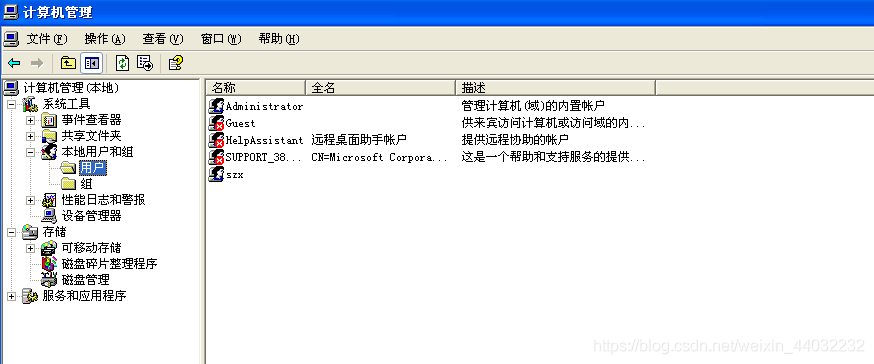 计算机管理
文件(F) 操作(A) 查看(V) 窗口(W) 帮助(H)
计算机管理(本地)
系统工具
事件查看器
共享文件夹
本地用户和组
用户
组
性能日志和警报
设备管理器
存储
可移动存储
磁盘碎片整理程序
磁盘管理
服务和应用程序
名称 全名 描述
Administrator 管理计算机(域)的内置帐户
Guest 供来宾访问计算机或访问域的内...
HelpAssistant 远程桌面助手帐户 提供远程协助的帐户
SUPPORT_38... CN=Microsoft Corpora... 这是一个帮助和支持服务的提供...
szx
https://blog.csdn.net/weixin_44032232